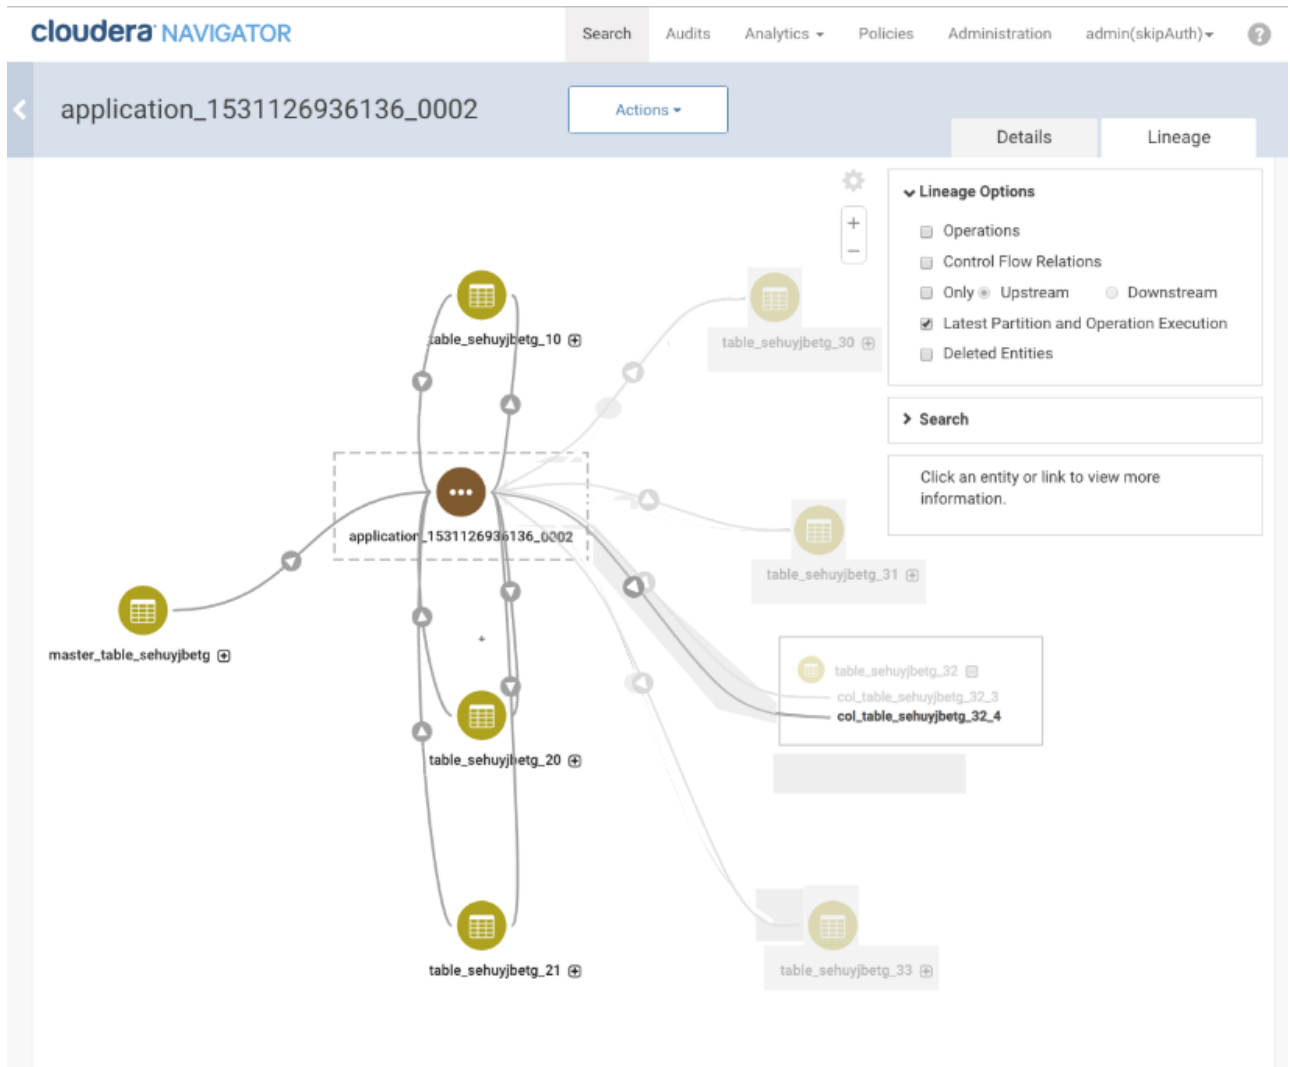 cloudera NAVIGATOR
Search Audits Analytics Policies Administration admin(skipAuth) ?
application_1531126936136_0002
Actions
Details Lineage
Lineage Options
Operations
Control Flow Relations
Only Upstream Downstream
Latest Partition and Operation Execution
Deleted Entities
Search
Click an entity or link to view more
information.
table_sehuyjbetg_10
table_sehuyjbetg_30
application_1531126936136_0002
table_sehuyjbetg_31
master_table_sehuyjbetg
table_sehuyjbetg_32
col_table_sehuyjbetg_32_3
col_table_sehuyjbetg_32_4
table_sehuyjbetg_20
table_sehuyjbetg_21
table_sehuyjbetg_33